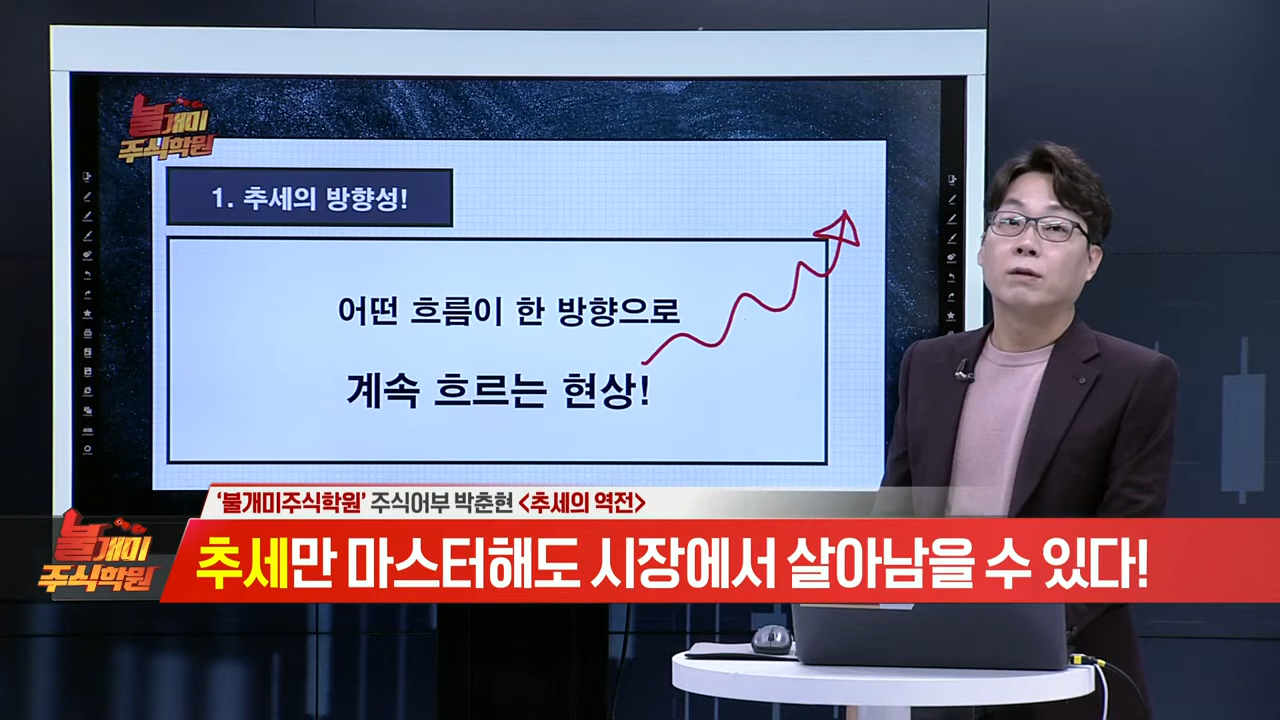 불개미
주식학원
1. 추세의 방향성!
어떤 흐름이 한 방향으로
계속 흐르는 현상!
‘불개미주식학원’ 주식어부 박춘현 <추세의 역전>
불개미
주식학원
추세만 마스터해도 시장에서 살아남을 수 있다!